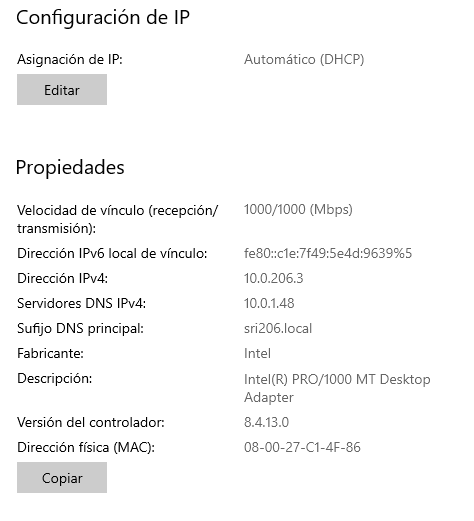 Configuración de IP
Asignación de IP: Automático (DHCP)
Editar
Propiedades
Velocidad de vínculo (recepción/ 1000/1000 (Mbps)
transmisión):
Dirección IPv6 local de vínculo: fe80::c1e:7f49:5e4d:9639%5
Dirección IPv4: 10.0.206.3
Servidores DNS IPv4: 10.0.1.48
Sufijo DNS principal: sri206.local
Fabricante: Intel
Descripción: Intel(R) PRO/1000 MT Desktop
Adapter
Versión del controlador: 8.4.13.0
Dirección física (MAC): 08-00-27-C1-4F-86
Copiar